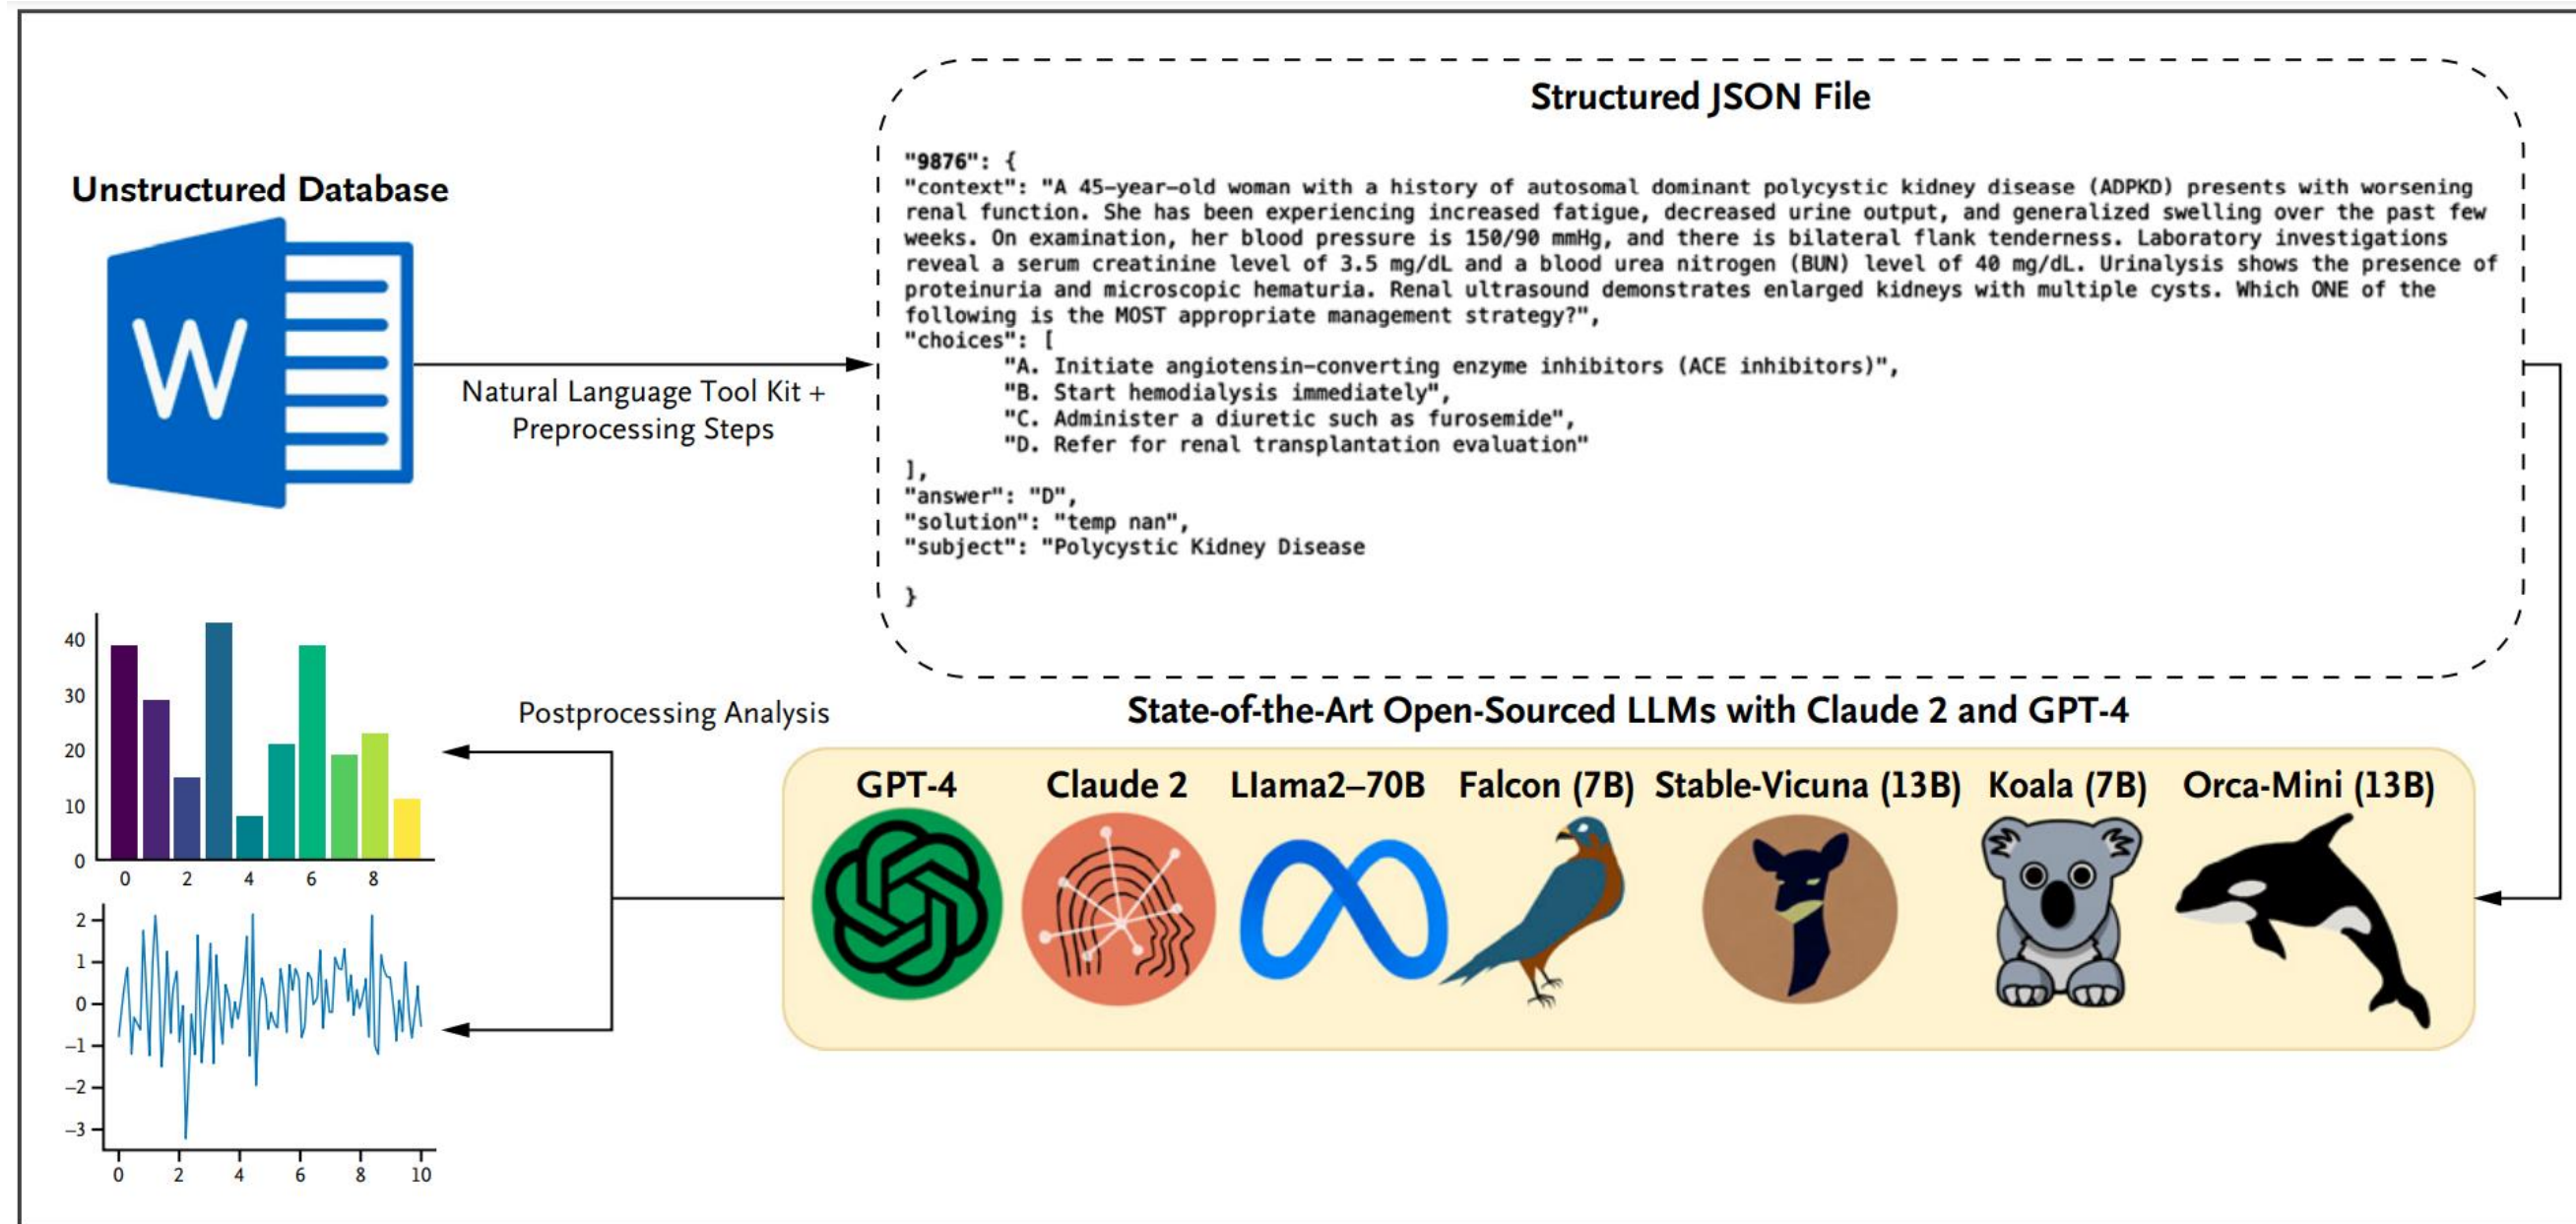 Unstructured Database
W
Natural Language Tool Kit +
Preprocessing Steps
Structured JSON File
"9876": {
"context": "A 45-year-old woman with a history of autosomal dominant polycystic kidney disease (ADPKD) presents with worsening
renal function. She has been experiencing increased fatigue, decreased urine output, and generalized swelling over the past few
weeks. On examination, her blood pressure is 150/90 mmHg, and there is bilateral flank tenderness. Laboratory investigations
reveal a serum creatinine level of 3.5 mg/dL and a blood urea nitrogen (BUN) level of 40 mg/dL. Urinalysis shows the presence of
proteinuria and microscopic hematuria. Renal ultrasound demonstrates enlarged kidneys with multiple cysts. Which ONE of the
following is the MOST appropriate management strategy?",
"choices": [
"A. Initiate angiotensin-converting enzyme inhibitors (ACE inhibitors)",
"B. Start hemodialysis immediately",
"C. Administer a diuretic such as furosemide",
"D. Refer for renal transplantation evaluation"
],
"answer": "D",
"solution": "temp nan",
"subject": "Polycystic Kidney Disease
}
State-of-the-Art Open-Sourced LLMs with Claude 2 and GPT-4
GPT-4 Claude 2 Llama2–70B Falcon (7B) Stable-Vicuna (13B) Koala (7B) Orca-Mini (13B)
Postprocessing Analysis
40
30
20
10
0
0 2 4 6 8
2
1
0
–1
–2
–3
0 2 4 6 8 10